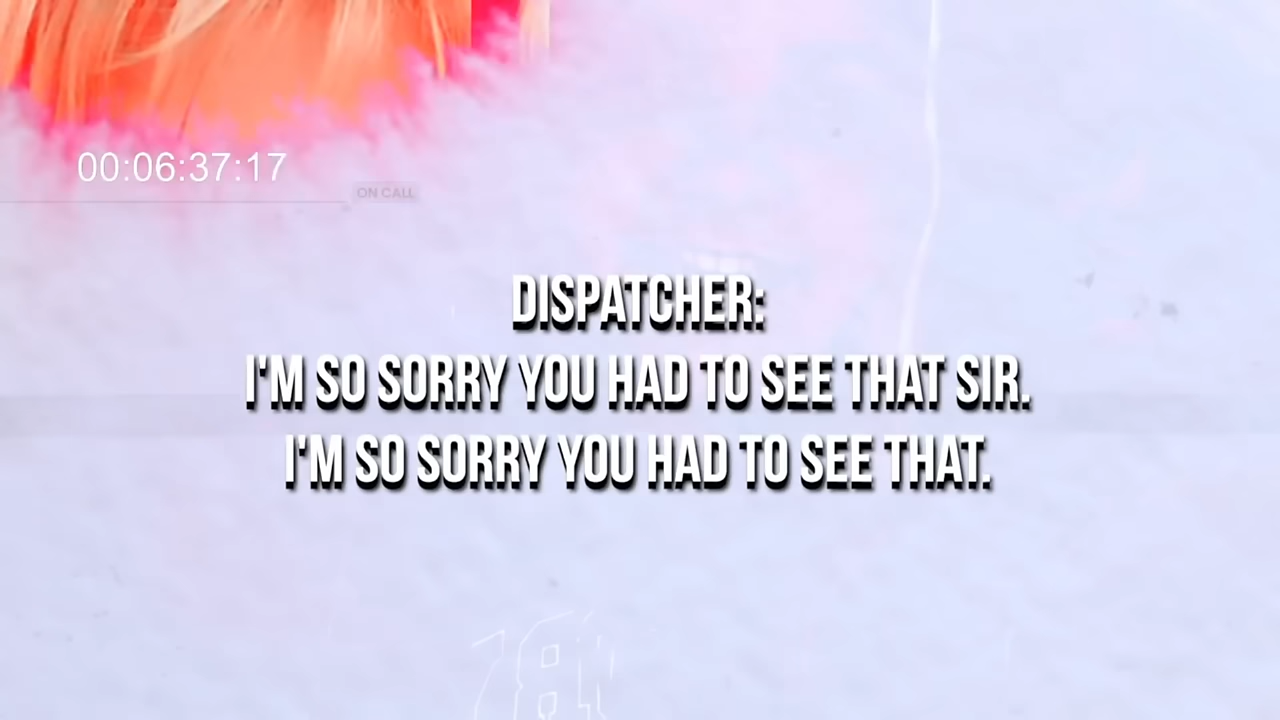 00:06:37:17
ON CALL
DISPATCHER:
I'M SO SORRY YOU HAD TO SEE THAT SIR.
I'M SO SORRY YOU HAD TO SEE THAT.